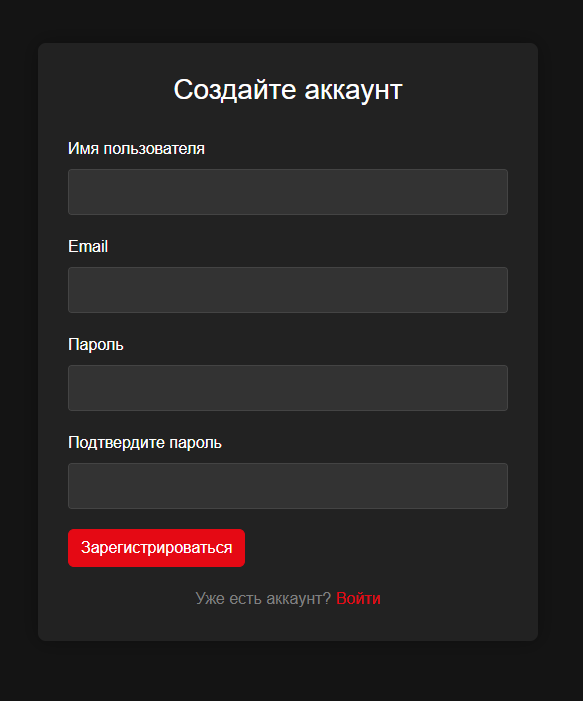 Создайте аккаунт
Имя пользователя
Email
Пароль
Подтвердите пароль
Зарегистрироваться
Уже есть аккаунт? Войти